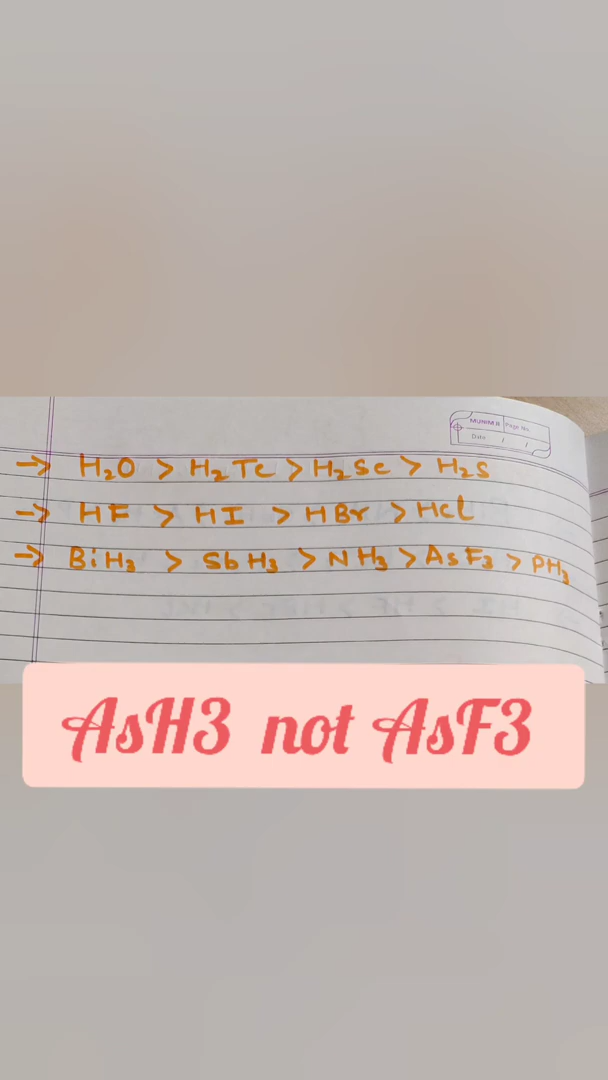 MUNIM JI Page No.
Date / /
→ H₂O > H₂Te > H₂Se > H₂S
→ HF > HI > HBr > HCl
→ BiH₃ > SbH₃ > NH₃ > AsF₃ > PH₃
AsH3 not AsF3